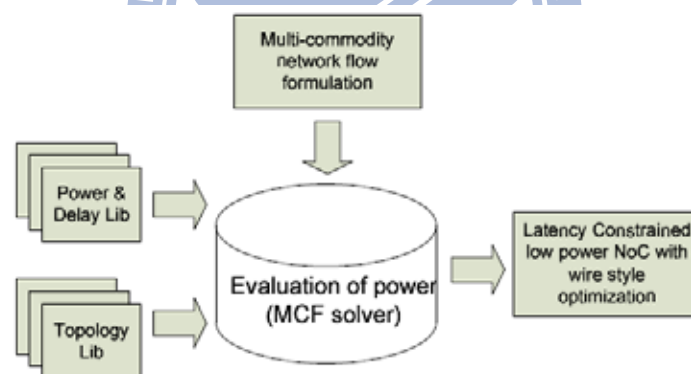 Multi-commodity
network flow
formulation
Power &
Delay Lib
Topology
Lib
Evaluation of power
(MCF solver)
Latency Constrained
low power NoC with
wire style
optimization